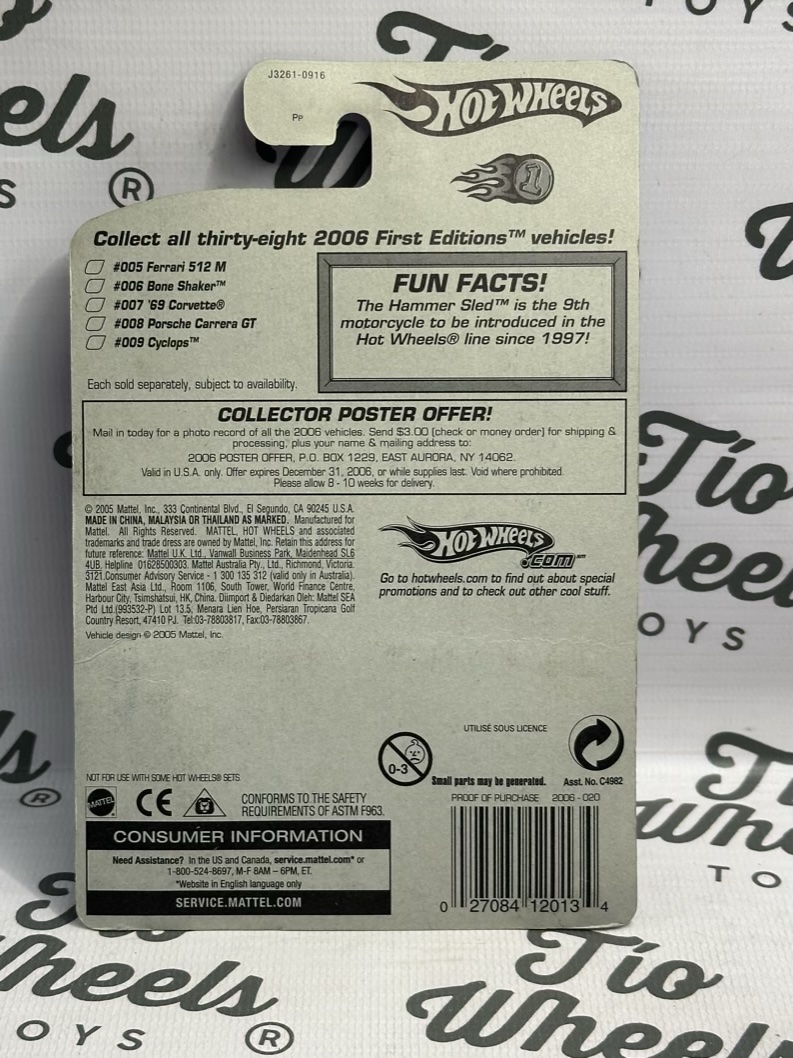 J3261-0916
Pp
HOT WHEELS
1
Collect all thirty-eight 2006 First Editions™ vehicles!
#005 Ferrari 512 M
#006 Bone Shaker™
#007 '69 Corvette®
#008 Porsche Carrera GT
#009 Cyclops™
Each sold separately, subject to availability.
FUN FACTS!
The Hammer Sled™ is the 9th
motorcycle to be introduced in the
Hot Wheels® line since 1997!
COLLECTOR POSTER OFFER!
Mail in today for a photo record of all the 2006 vehicles. Send $3.00 (check or money order) for shipping &
processing, plus your name & mailing address to:
2006 POSTER OFFER, P.O. BOX 1229, EAST AURORA, NY 14062.
Valid in U.S.A. only. Offer expires December 31, 2006, or while supplies last. Void where prohibited.
Please allow 8 - 10 weeks for delivery.
© 2005 Mattel, Inc., 333 Continental Blvd., El Segundo, CA 90245 U.S.A.
MADE IN CHINA, MALAYSIA OR THAILAND AS MARKED. Manufactured for
Mattel. All Rights Reserved. MATTEL, HOT WHEELS and associated
trademarks and trade dress are owned by Mattel, Inc. Retain this address for
future reference: Mattel U.K. Ltd., Vanwall Business Park, Maidenhead SL6
4UB. Helpline 01628500303. Mattel Australia Pty., Ltd., Richmond, Victoria.
3121.Consumer Advisory Service - 1 300 135 312 (valid only in Australia).
Mattel East Asia Ltd., Room 1106, South Tower, World Finance Centre,
Harbour City, Tsimshatsui, HK, China. Diimport & Diedarkan Oleh: Mattel SEA
Ptd Ltd.(993532-P) Lot 13.5, Menara Lien Hoe, Persiaran Tropicana Golf
Country Resort, 47410 PJ. Tel:03-78803817, Fax:03-78803867.
Vehicle design © 2005 Mattel, Inc.
HOT WHEELS
.COM
Go to hotwheels.com to find out about special
promotions and to check out other cool stuff.
UTILISÉ SOUS LICENCE
0-3
Small parts may be generated.
Asst. No. C4982
NOT FOR USE WITH SOME HOT WHEELS® SETS
MATTEL
CE
CONFORMS TO THE SAFETY
REQUIREMENTS OF ASTM F963.
PROOF OF PURCHASE 2006 - 020
CONSUMER INFORMATION
Need Assistance? In the US and Canada, service.mattel.com* or
1-800-524-8697, M-F 8AM – 6PM, ET.
*Website in English language only
SERVICE.MATTEL.COM
0 27084 12013 4
Tio
Wheels
TOYS
®